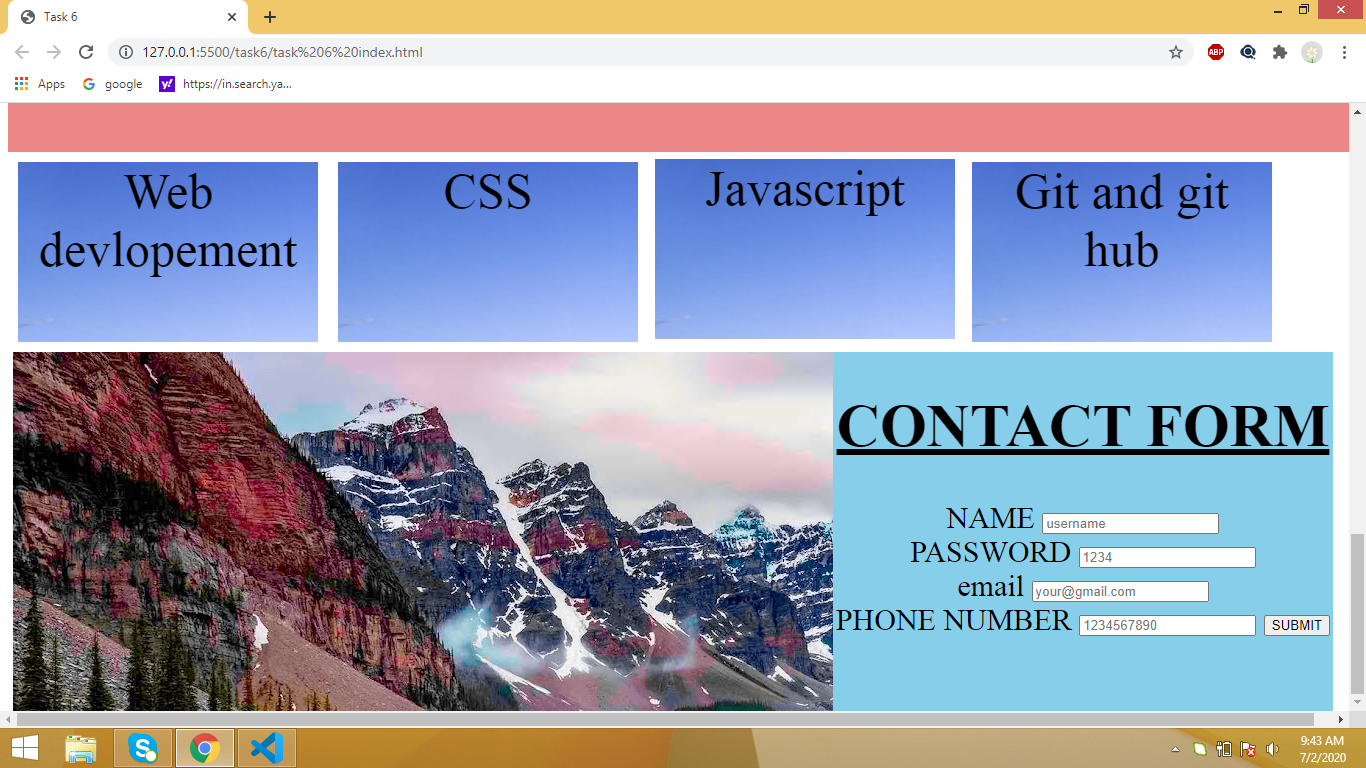 Task 6
127.0.0.1:5500/task6/task%206%20index.html
ABP
Apps
google
https://in.search.ya...
Web
devlopement
CSS
Javascript
Git and git
hub
CONTACT FORM
NAME username
PASSWORD 1234
email your@gmail.com
PHONE NUMBER 1234567890 SUBMIT
9:43 AM
7/2/2020